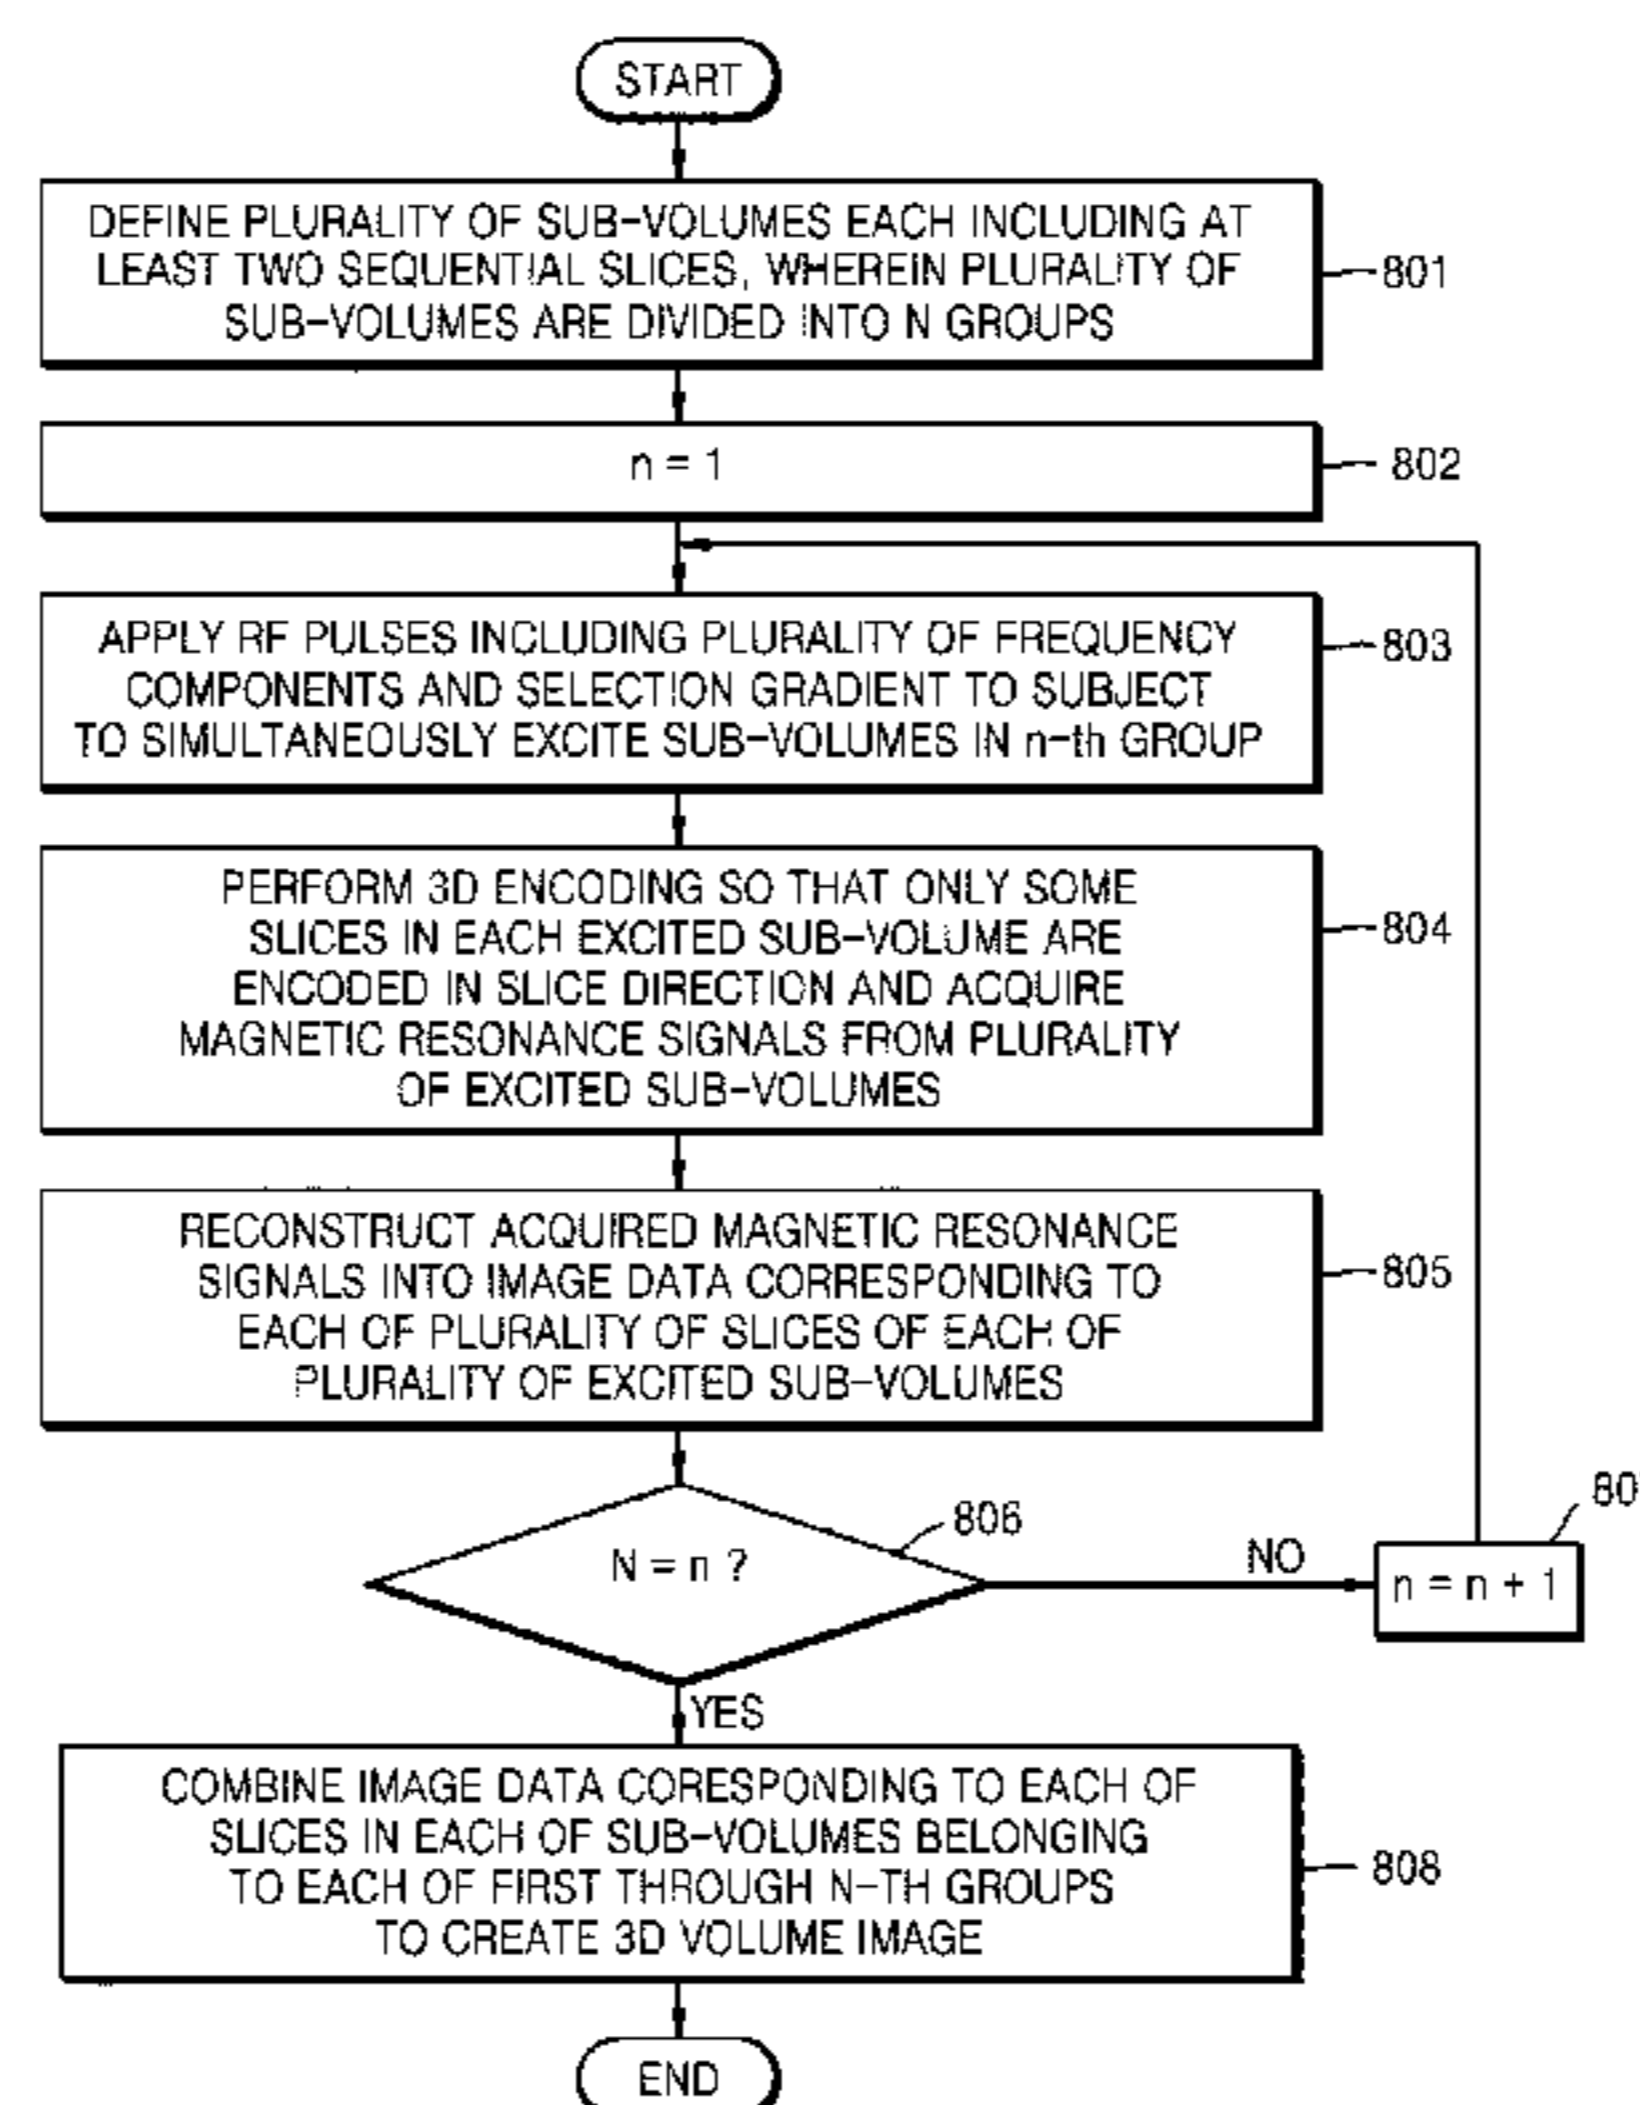 START
DEFINE PLURALITY OF SUB-VOLUMES EACH INCLUDING AT
LEAST TWO SEQUENTIAL SLICES, WHEREIN PLURALITY OF
SUB-VOLUMES ARE DIVIDED INTO N GROUPS
801
n = 1
802
APPLY RF PULSES INCLUDING PLURALITY OF FREQUENCY
COMPONENTS AND SELECTION GRADIENT TO SUBJECT
TO SIMULTANEOUSLY EXCITE SUB-VOLUMES IN n-th GROUP
803
PERFORM 3D ENCODING SO THAT ONLY SOME
SLICES IN EACH EXCITED SUB-VOLUME ARE
ENCODED IN SLICE DIRECTION AND ACQUIRE
MAGNETIC RESONANCE SIGNALS FROM PLURALITY
OF EXCITED SUB-VOLUMES
804
RECONSTRUCT ACQUIRED MAGNETIC RESONANCE
SIGNALS INTO IMAGE DATA CORRESPONDING TO
EACH OF PLURALITY OF SLICES OF EACH OF
PLURALITY OF EXCITED SUB-VOLUMES
805
N = n ?
806
NO
n = n + 1
YES
COMBINE IMAGE DATA CORESPONDING TO EACH OF
SLICES IN EACH OF SUB-VOLUMES BELONGING
TO EACH OF FIRST THROUGH N-TH GROUPS
TO CREATE 3D VOLUME IMAGE
808
END